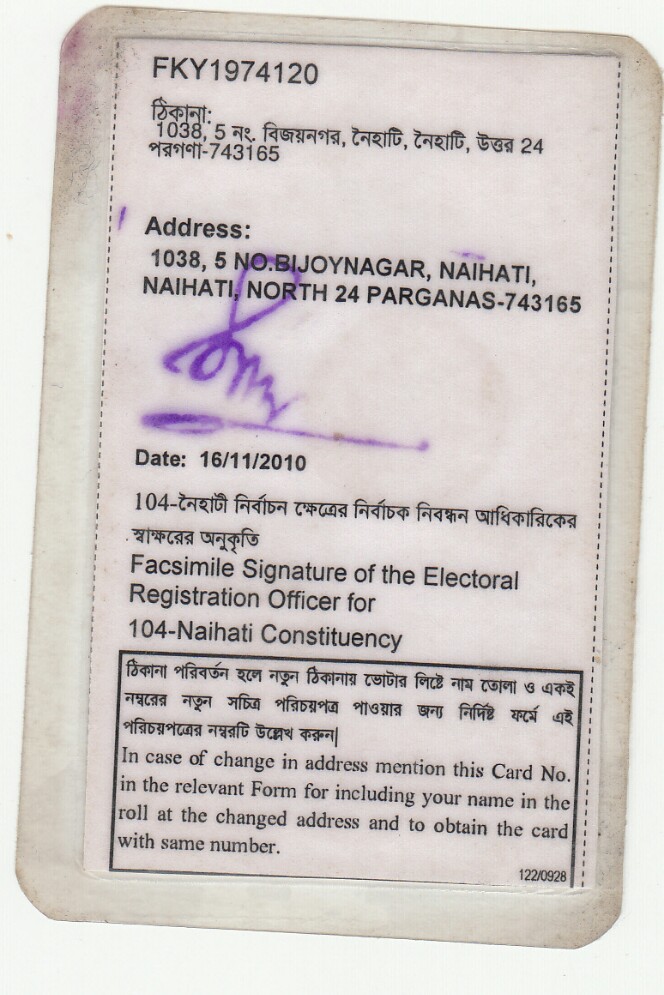 FKY1974120
ঠিকানা:
1038, 5 নং. বিজয়নগর, নৈহাটি, নৈহাটি, উত্তর 24
পরগণা-743165
Address:
1038, 5 NO.BIJOYNAGAR, NAIHATI,
NAIHATI, NORTH 24 PARGANAS-743165
Date: 16/11/2010
104-নৈহাটী নির্বাচন ক্ষেত্রের নির্বাচক নিবন্ধন আধিকারিকের
স্বাক্ষরের অনুকৃতি
Facsimile Signature of the Electoral
Registration Officer for
104-Naihati Constituency
ঠিকানা পরিবর্তন হলে নতুন ঠিকানায় ভোটার লিষ্টে নাম তোলা ও একই
নম্বরের নতুন সচিত্র পরিচয়পত্র পাওয়ার জন্য নির্দিষ্ট ফর্মে এই
পরিচয়পত্রের নম্বরটি উল্লেখ করুন|
In case of change in address mention this Card No.
in the relevant Form for including your name in the
roll at the changed address and to obtain the card
with same number.
122/0928